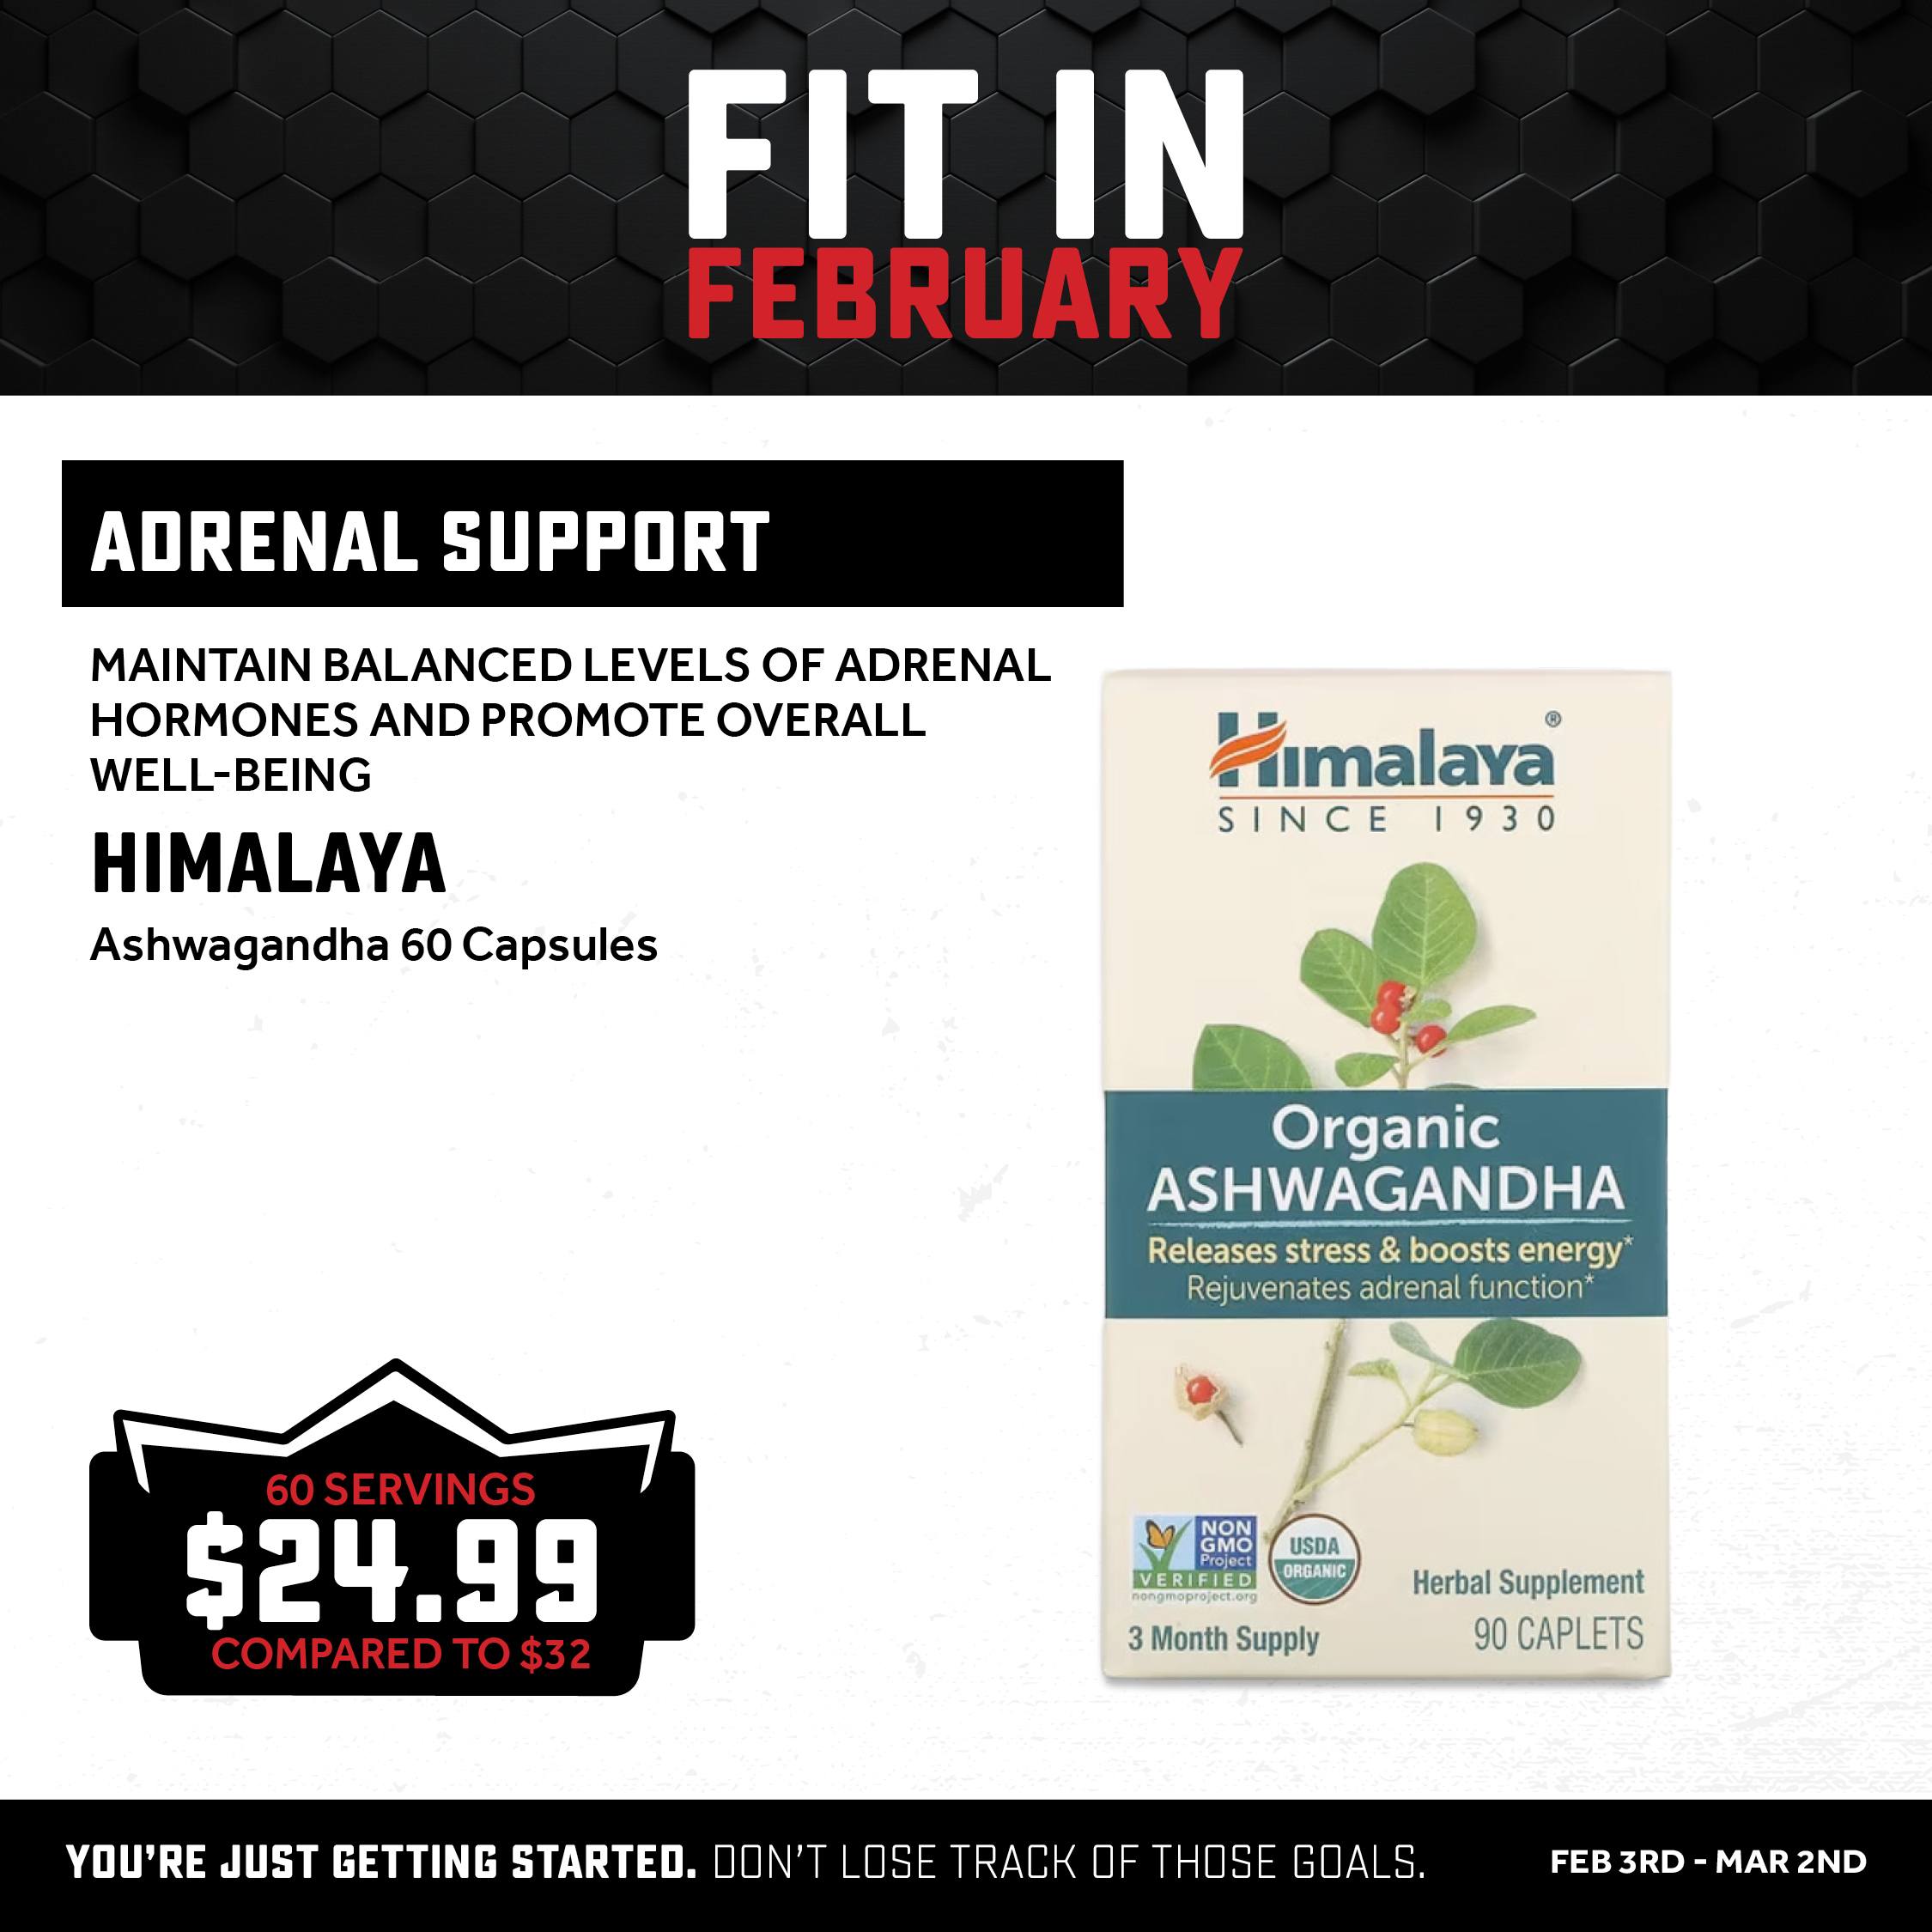 FIT IN
FEBRUARY
ADRENAL SUPPORT
MAINTAIN BALANCED LEVELS OF ADRENAL
HORMONES AND PROMOTE OVERALL
WELL-BEING
HIMALAYA
Ashwagandha 60 Capsules
Himalaya®
SINCE 1930
Organic
ASHWAGANDHA
Releases stress & boosts energy*
Rejuvenates adrenal function*
NON
GMO
Project
VERIFIED
nongmoproject.org
USDA
ORGANIC
Herbal Supplement
3 Month Supply
90 CAPLETS
60 SERVINGS
$24.99
COMPARED TO $32
YOU'RE JUST GETTING STARTED. DON'T LOSE TRACK OF THOSE GOALS.
FEB 3RD - MAR 2ND